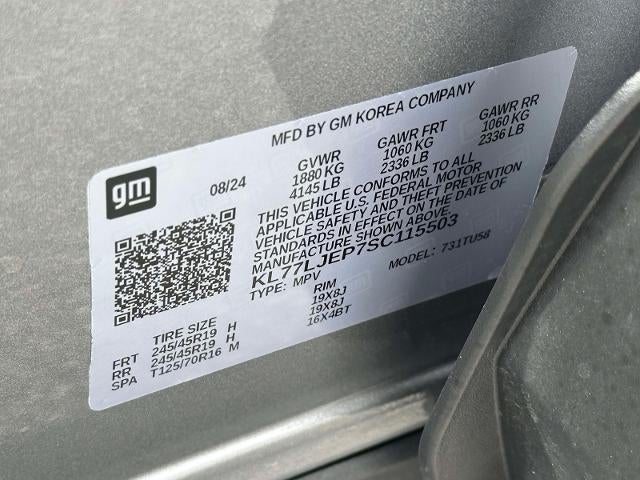 MFD BY GM KOREA COMPANY
gm
08/24
GVWR
1880 KG
4145 LB
GAWR FRT
1060 KG
2336 LB
GAWR RR
1060 KG
2336 LB
THIS VEHICLE CONFORMS TO ALL
APPLICABLE U.S. FEDERAL MOTOR
VEHICLE SAFETY AND THEFT PREVENTION
STANDARDS IN EFFECT ON THE DATE OF
MANUFACTURE SHOWN ABOVE.
KL77LJEP7SC115503
TYPE: MPV
MODEL: 731TU58
TIRE SIZE RIM
FRT 245/45R19 H 19X8J
RR 245/45R19 H 19X8J
SPA T125/70R16 M 16X4BT